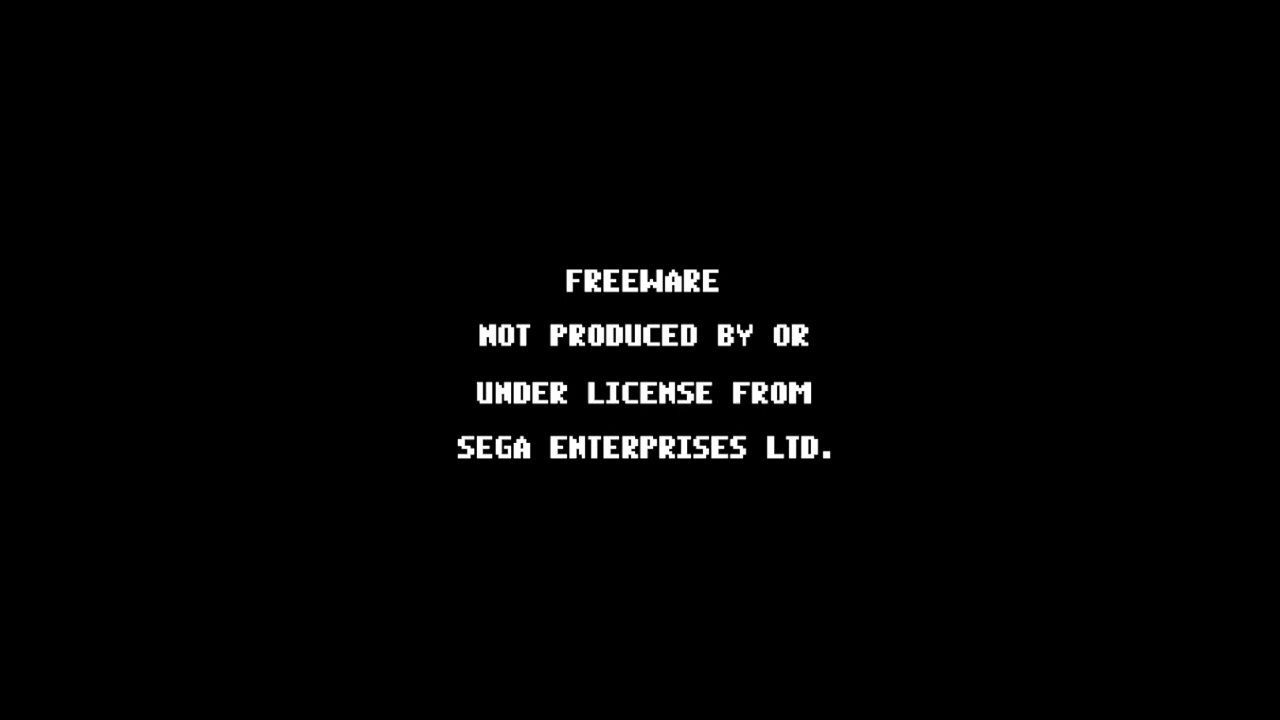 FREEWARE
NOT PRODUCED BY OR
UNDER LICENSE FROM
SEGA ENTERPRISES LTD.